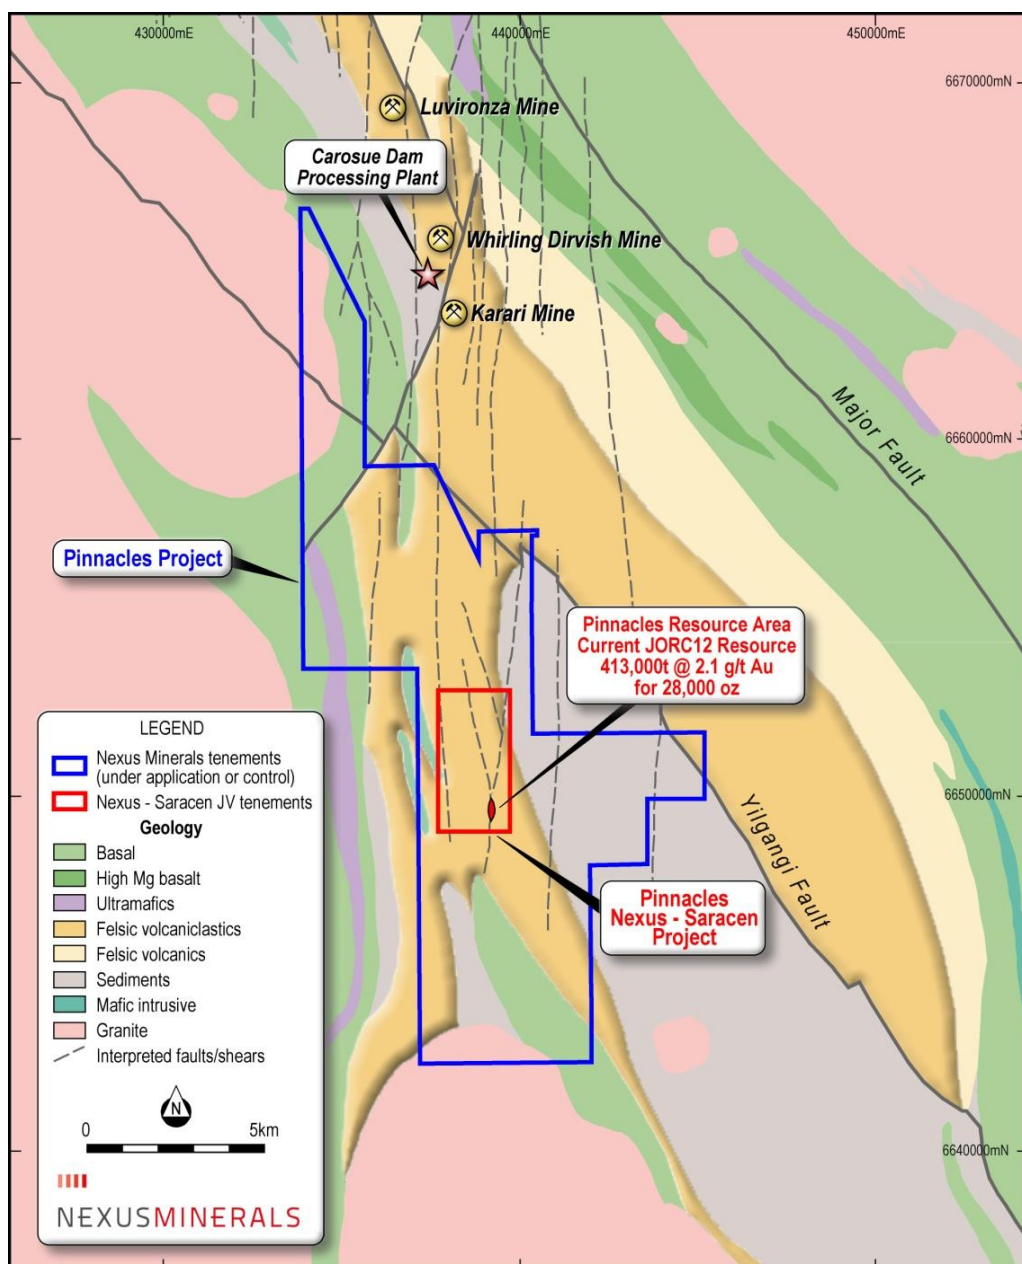 430000mE
440000mE
450000mE
6670000mN
Luvironza Mine
Carosue Dam
Processing Plant
Whirling Dirvish Mine
Karari Mine
Major Fault
6660000mN
Pinnacles Project
Pinnacles Resource Area
Current JORC12 Resource
413,000t @ 2.1 g/t Au
for 28,000 oz
6650000mN
Yilgangi Fault
Pinnacles
Nexus - Saracen
Project
6640000mN
LEGEND
Nexus Minerals tenements
(under application or control)
Nexus - Saracen JV tenements
Geology
Basal
High Mg basalt
Ultramafics
Felsic volcaniclastics
Felsic volcanics
Sediments
Mafic intrusive
Granite
Interpreted faults/shears
N
0 5km
NEXUSMINERALS